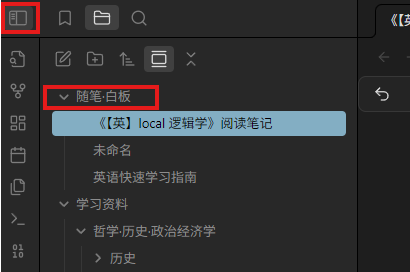 《【
随笔·白板
《【英】local 逻辑学》阅读笔记
未命名
英语快速学习指南
学习资料
哲学·历史·政治经济学
历史